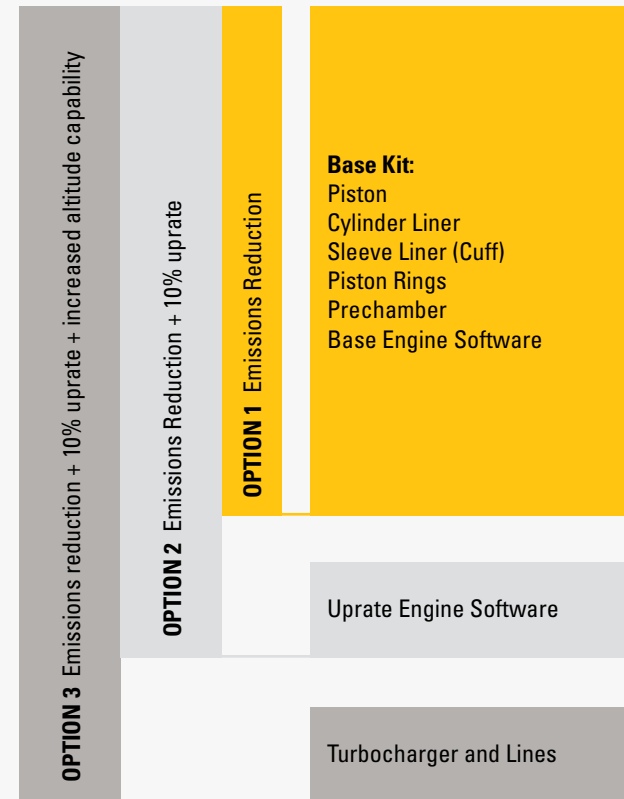 OPTION 3 Emissions reduction + 10% uprate + increased altitude capability
OPTION 2 Emissions Reduction + 10% uprate
OPTION 1 Emissions Reduction
Base Kit:
Piston
Cylinder Liner
Sleeve Liner (Cuff)
Piston Rings
Prechamber
Base Engine Software
Uprate Engine Software
Turbocharger and Lines